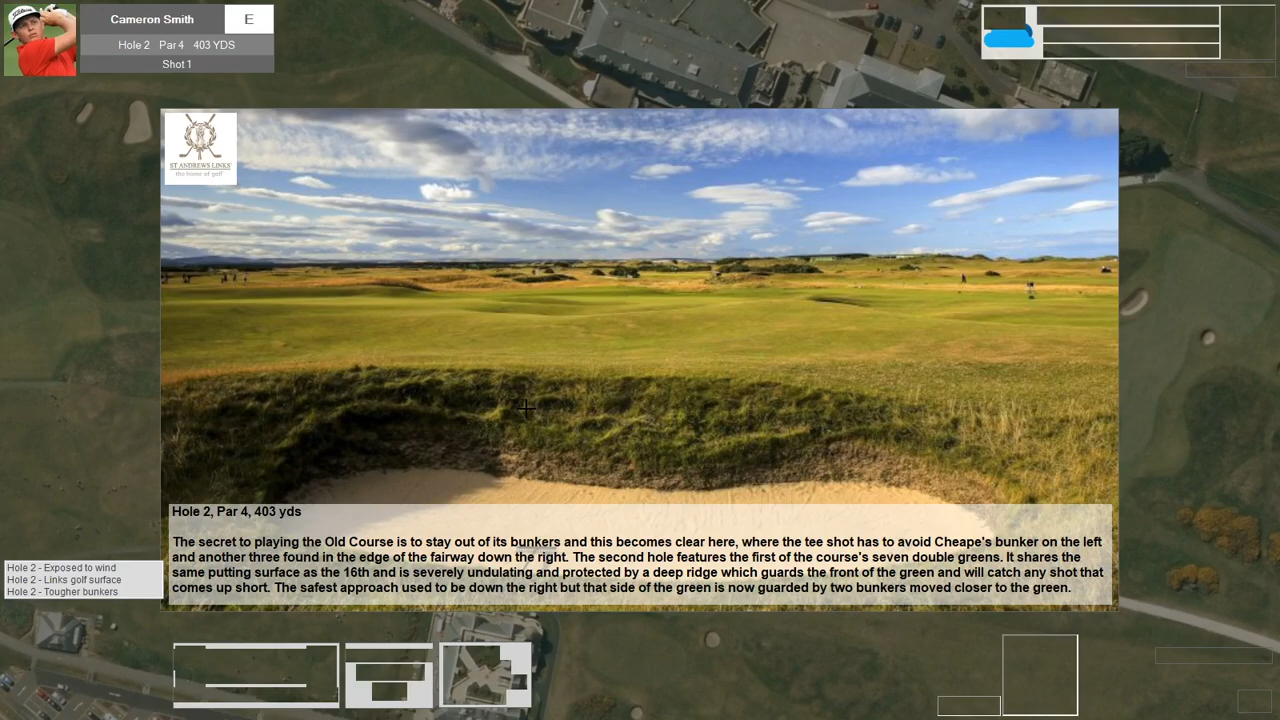 Cameron Smith
E
Hole 2 Par 4 403 YDS
Shot 1
Titleist
ST ANDREWS LINKS
the home of golf
Hole 2, Par 4, 403 yds
The secret to playing the Old Course is to stay out of its bunkers and this becomes clear here, where the tee shot has to avoid Cheape's bunker on the left
and another three found in the edge of the fairway down the right. The second hole features the first of the course's seven double greens. It shares the
same putting surface as the 16th and is severely undulating and protected by a deep ridge which guards the front of the green and will catch any shot that
comes up short. The safest approach used to be down the right but that side of the green is now guarded by two bunkers moved closer to the green.
Hole 2 - Exposed to wind
Hole 2 - Links golf surface
Hole 2 - Tougher bunkers